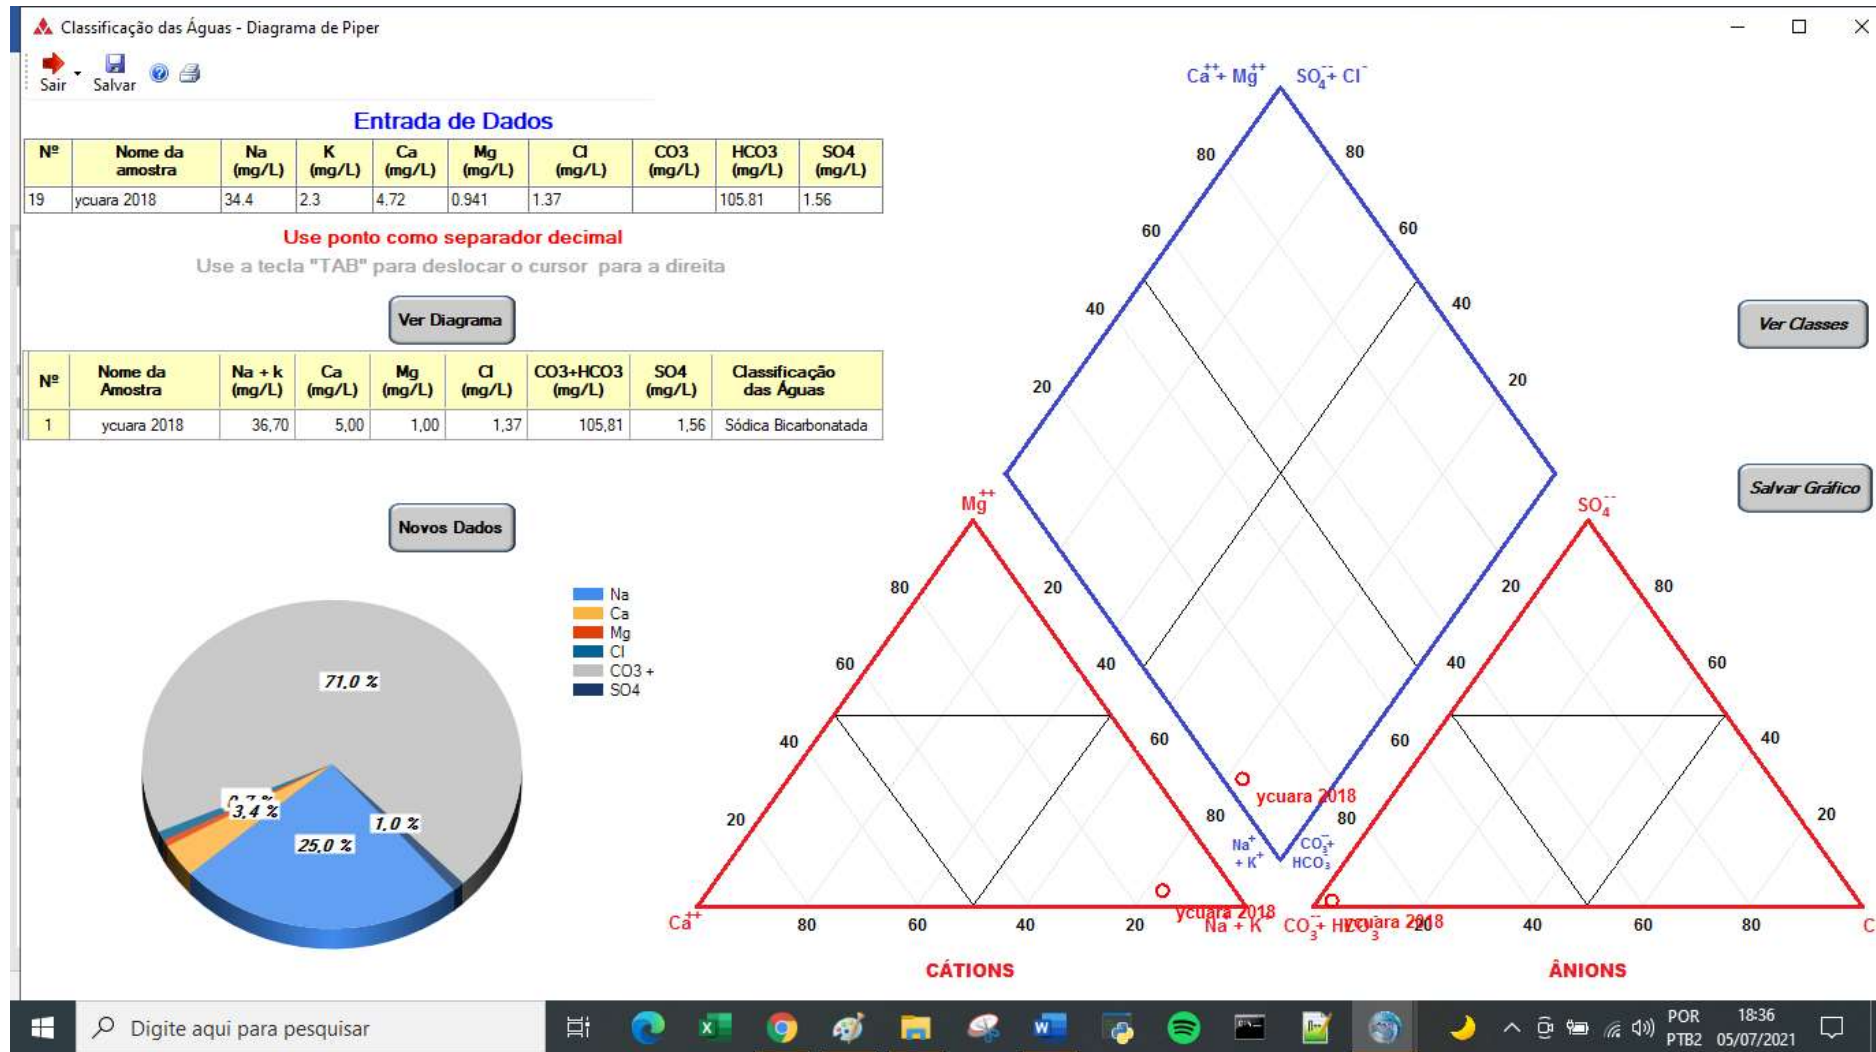 Classificação das Águas - Diagrama de Piper
Sair Salvar
Entrada de Dados
Nº Nome da amostra Na (mg/L) K (mg/L) Ca (mg/L) Mg (mg/L) Cl (mg/L) CO3 (mg/L) HCO3 (mg/L) SO4 (mg/L)
19 ycuara 2018 34.4 2.3 4.72 0.941 1.37 105.81 1.56
Use ponto como separador decimal
Use a tecla "TAB" para deslocar o cursor para a direita
Ver Diagrama
Nº Nome da Amostra Na + k (mg/L) Ca (mg/L) Mg (mg/L) Cl (mg/L) CO3+HCO3 (mg/L) SO4 (mg/L) Classificação das Águas
1 ycuara 2018 36,70 5,00 1,00 1,37 105,81 1,56 Sódica Bicarbonatada
Novos Dados
Na
Ca
Mg
Cl
CO3 +
SO4
71,0 %
3,4 %
1,0 %
25,0 %
Ca++ + Mg++ SO4-- + Cl-
80 80
60 60
40 40
20 20
Ver Classes
Salvar Gráfico
Mg++ SO4--
80 20 20 80
60 40 40 60
40 60 60 40
20 80 80 20
ycuara 2018
Na+ + K+ CO3-- + HCO3-
ycuara 2018
ycuara 2018
Ca++ 80 60 40 20 Na+ + K+ CO3-- + HCO3- 20 40 60 80 C
CÁTIONS ÂNIONS
Digite aqui para pesquisar
POR PTB2
18:36
05/07/2021